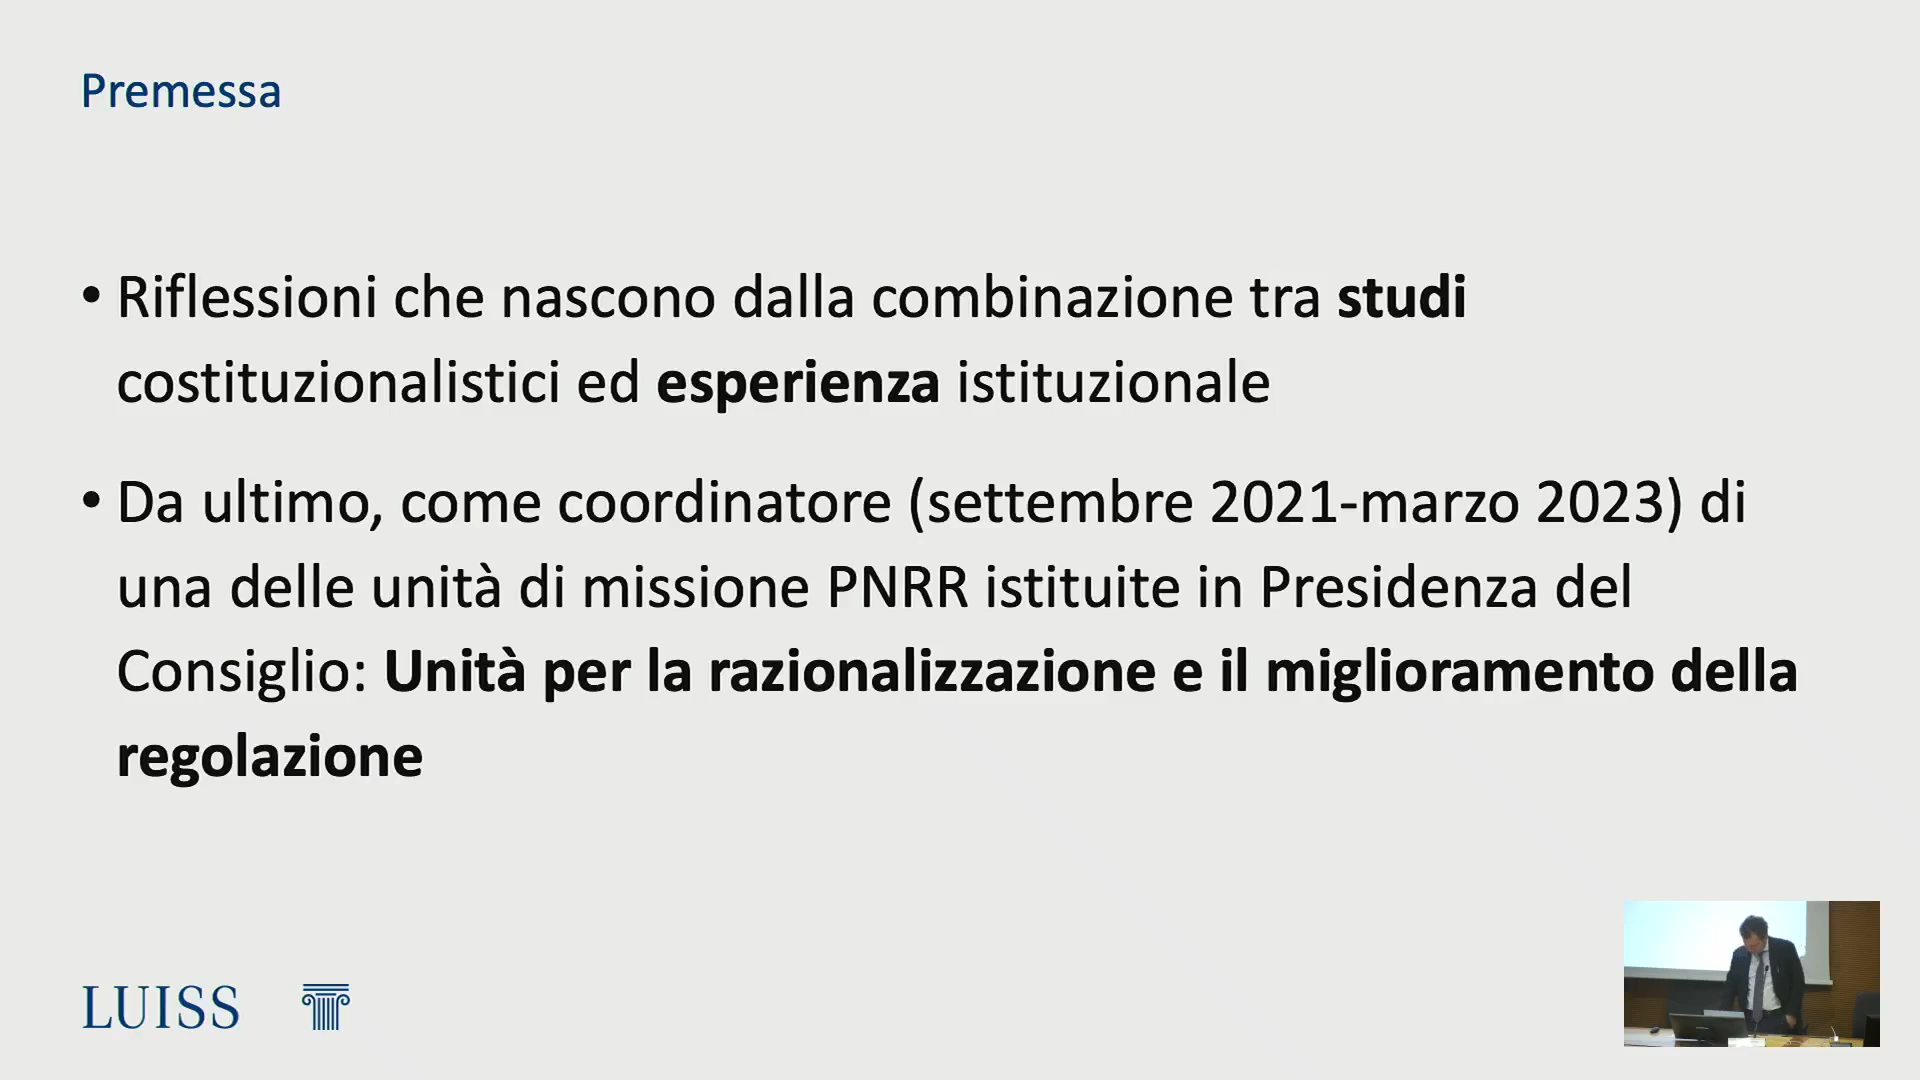 Premessa
• Riflessioni che nascono dalla combinazione tra studi
costituzionalistici ed esperienza istituzionale
• Da ultimo, come coordinatore (settembre 2021-marzo 2023) di
una delle unità di missione PNRR istituite in Presidenza del
Consiglio: Unità per la razionalizzazione e il miglioramento della
regolazione
LUISS